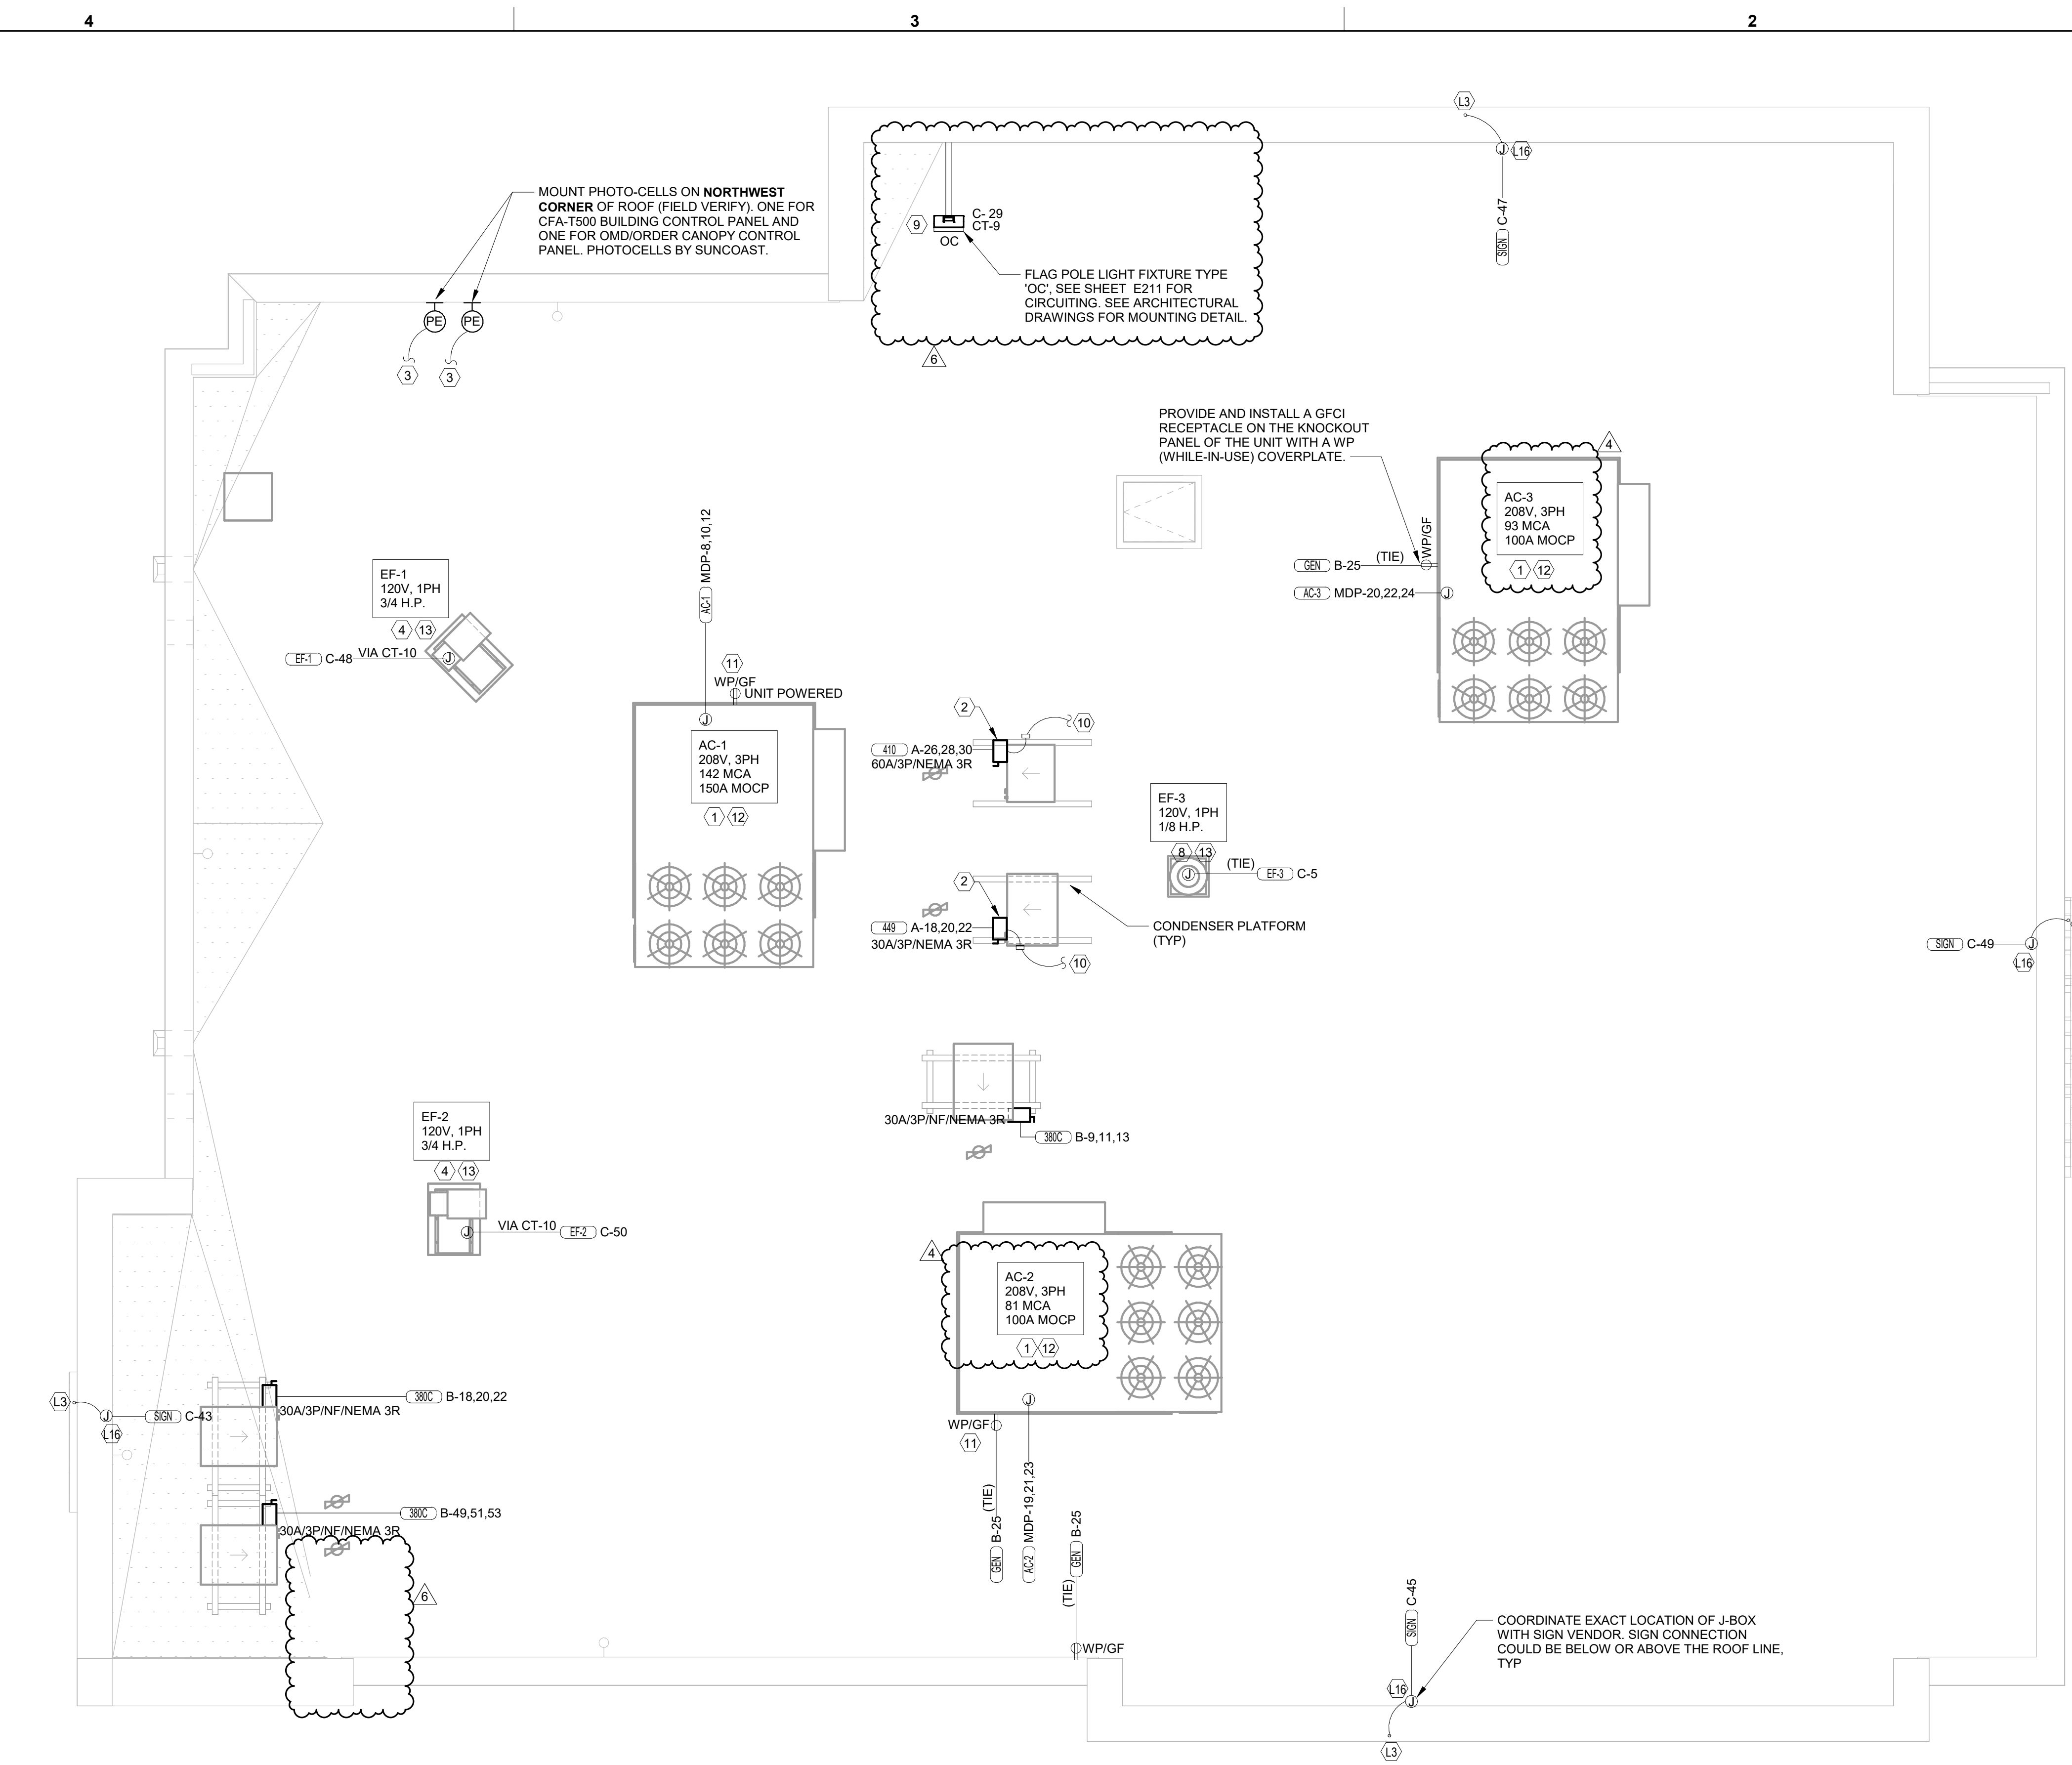 4
3
2
L3
J L16
SIGN C-47
MOUNT PHOTO-CELLS ON NORTHWEST
CORNER OF ROOF (FIELD VERIFY). ONE FOR
CFA-T500 BUILDING CONTROL PANEL AND
ONE FOR OMD/ORDER CANOPY CONTROL
PANEL. PHOTOCELLS BY SUNCOAST.
PE PE
3 3
9
C- 29
CT-9
OC
FLAG POLE LIGHT FIXTURE TYPE
'OC', SEE SHEET E211 FOR
CIRCUITING. SEE ARCHITECTURAL
DRAWINGS FOR MOUNTING DETAIL.
6
PROVIDE AND INSTALL A GFCI
RECEPTACLE ON THE KNOCKOUT
PANEL OF THE UNIT WITH A WP
(WHILE-IN-USE) COVERPLATE.
4
AC-3
208V, 3PH
93 MCA
100A MOCP
1 12
WP/GF
GEN B-25 (TIE)
AC-3 MDP-20,22,24 J
EF-1
120V, 1PH
3/4 H.P.
4 13
EF-1 C-48 VIA CT-10 J
AC-1 MDP-8,10,12
11
WP/GF
UNIT POWERED
J
AC-1
208V, 3PH
142 MCA
150A MOCP
1 12
2
10
410 A-26,28,30
60A/3P/NEMA 3R
EF-3
120V, 1PH
1/8 H.P.
8 13
J (TIE) EF-3 C-5
2
449 A-18,20,22
30A/3P/NEMA 3R
10
CONDENSER PLATFORM
(TYP)
SIGN C-49 J
L16
30A/3P/NF/NEMA 3R
380C B-9,11,13
EF-2
120V, 1PH
3/4 H.P.
4 13
J VIA CT-10 EF-2 C-50
4
AC-2
208V, 3PH
81 MCA
100A MOCP
1 12
J
WP/GF
11
GEN B-25 (TIE)
AC-2 MDP-19,21,23
(TIE) GEN B-25
WP/GF
L3
J SIGN C-43
L16
380C B-18,20,22
30A/3P/NF/NEMA 3R
380C B-49,51,53
30A/3P/NF/NEMA 3R
6
SIGN C-45
L16 J
L3
COORDINATE EXACT LOCATION OF J-BOX
WITH SIGN VENDOR. SIGN CONNECTION
COULD BE BELOW OR ABOVE THE ROOF LINE,
TYP